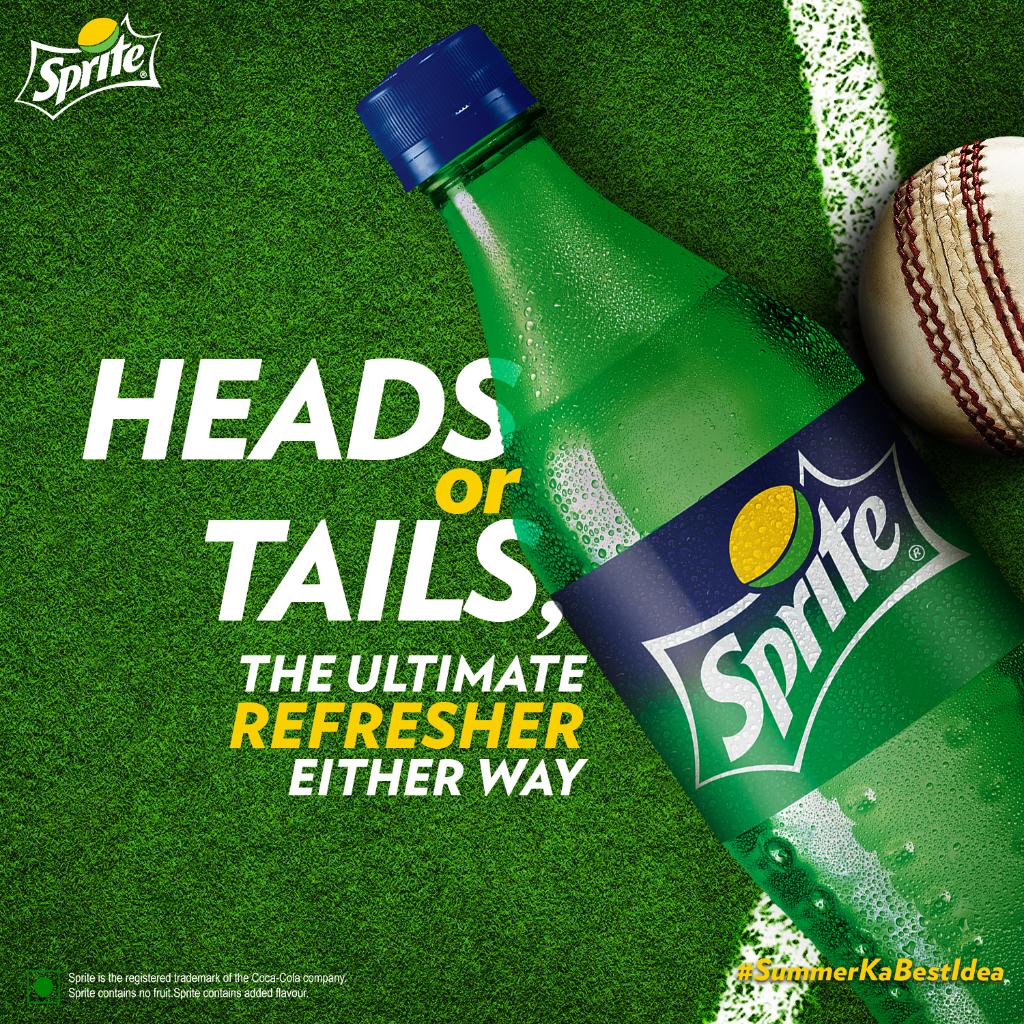 Sprite®
HEADS
or
TAILS,
THE ULTIMATE
REFRESHER
EITHER WAY
Sprite®
Sprite is the registered trademark of the Coca-Cola company.
Sprite contains no fruit.Sprite contains added flavour.
#SummerKaBestIdea